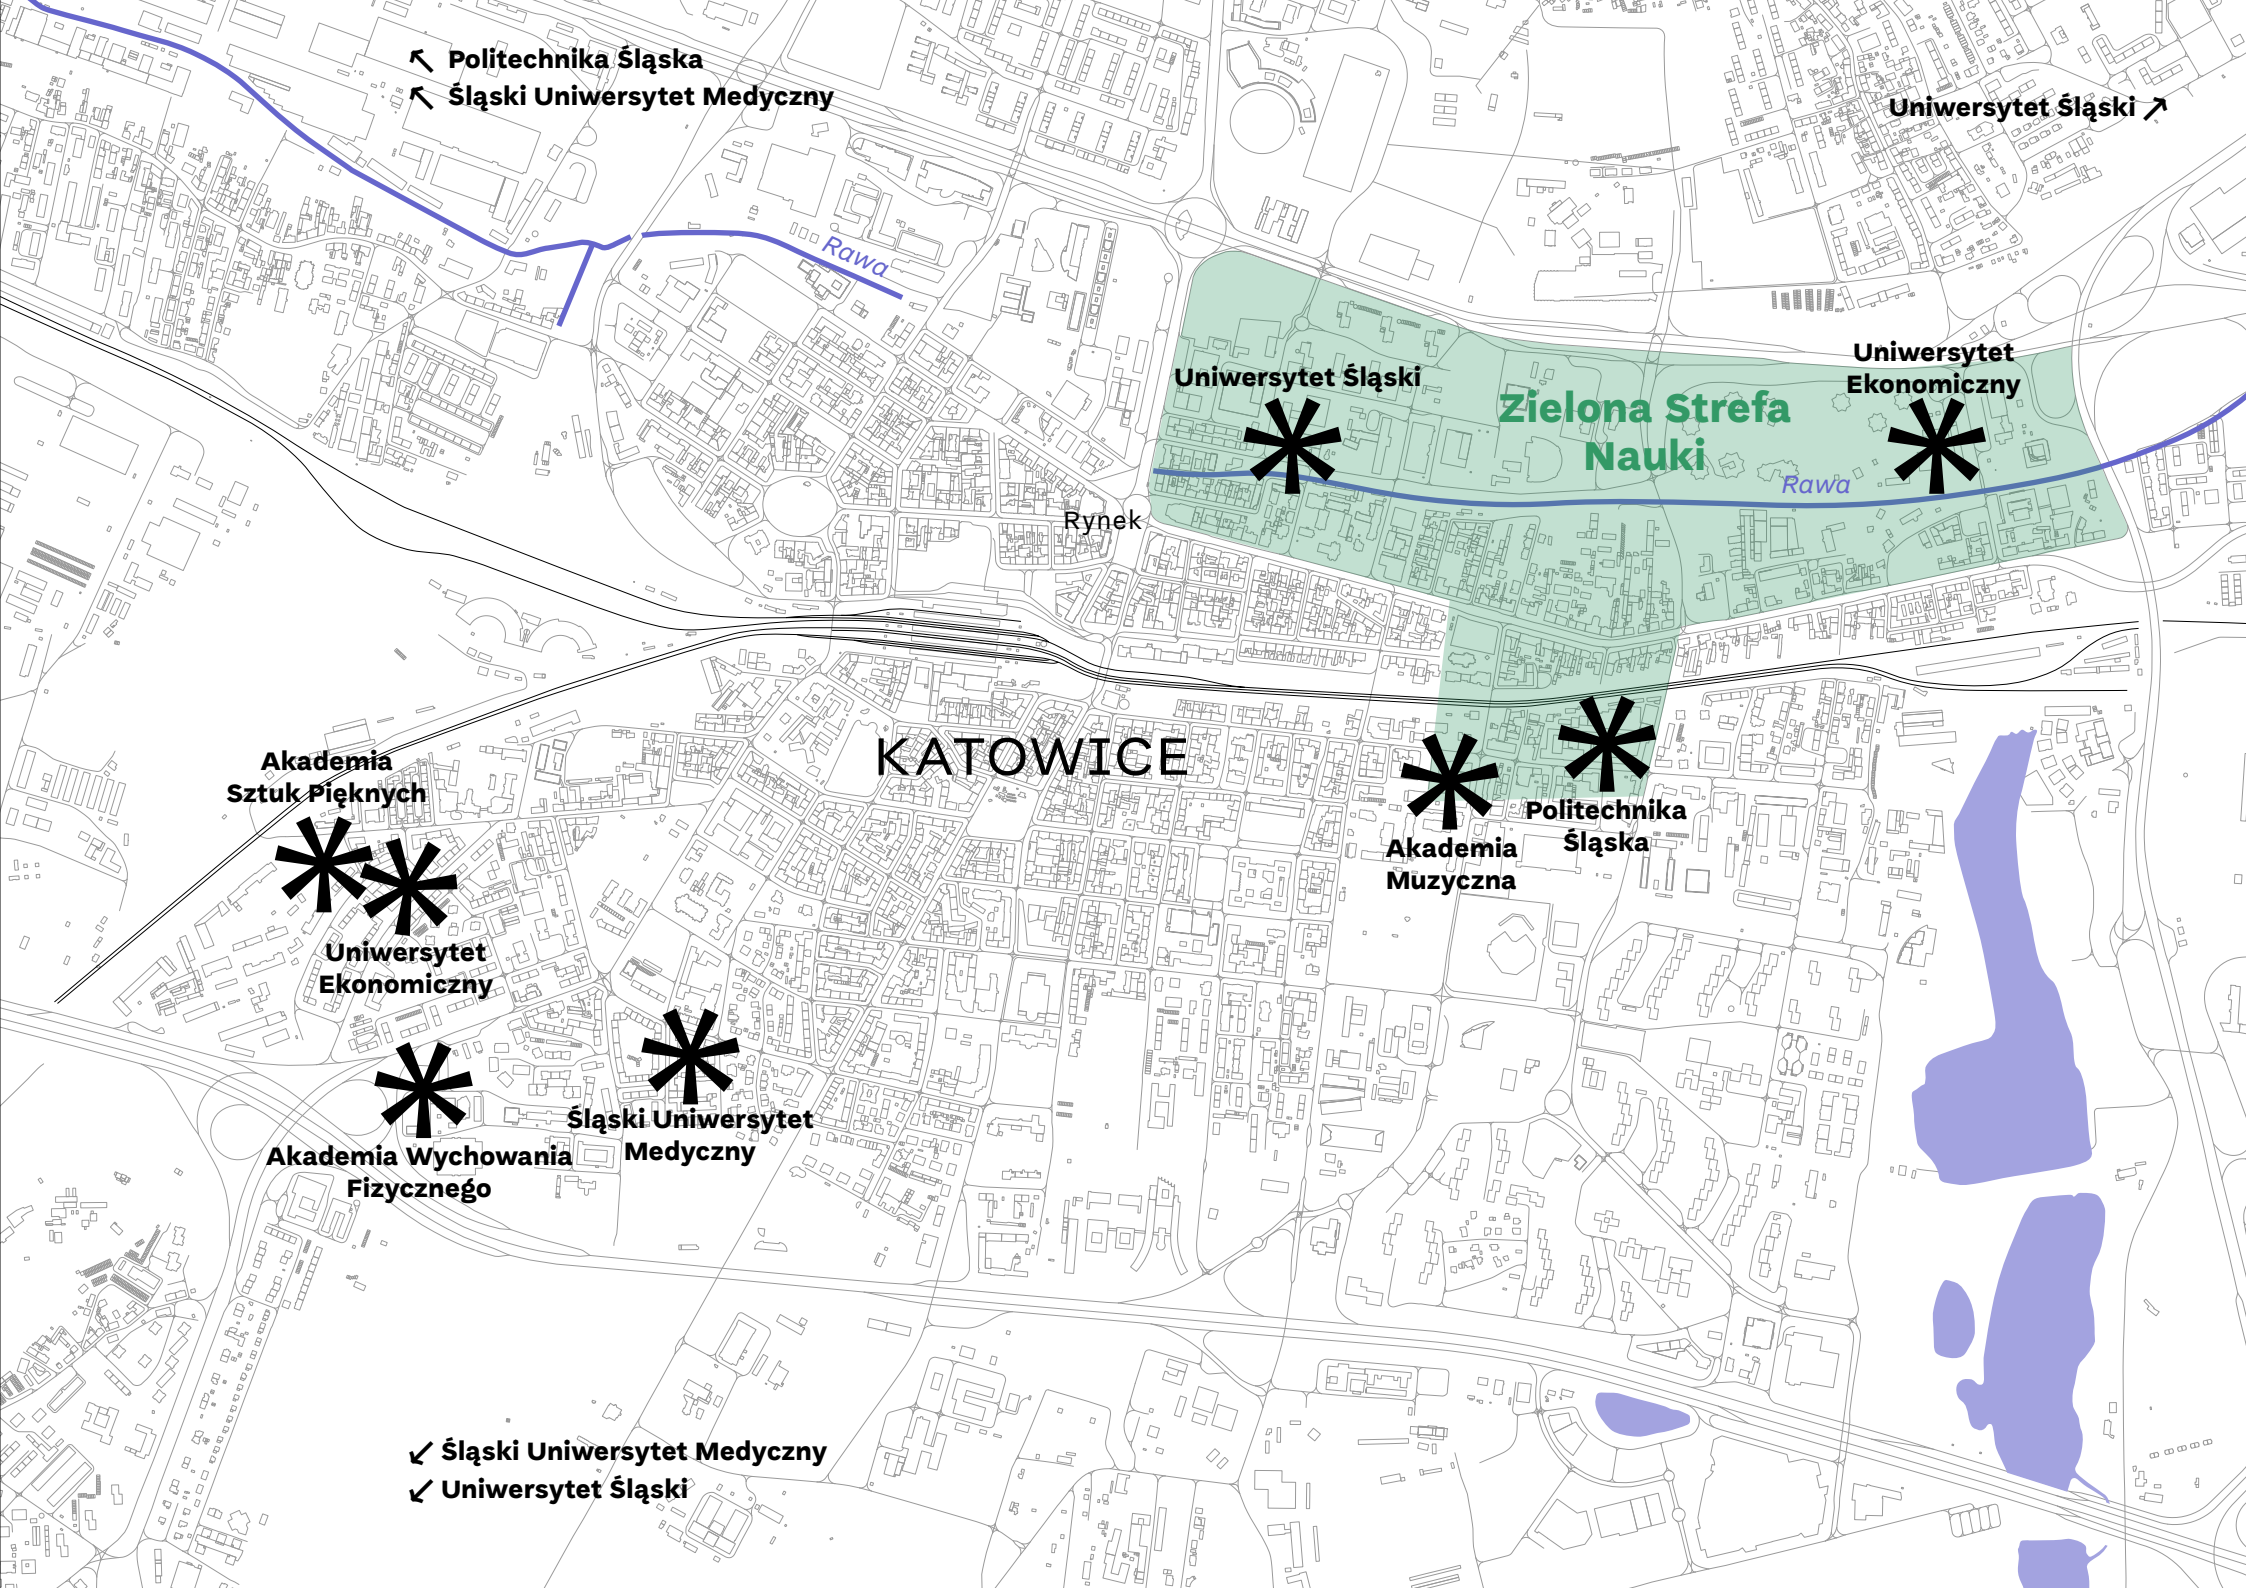 ↖ Politechnika Śląska
↖ Śląski Uniwersytet Medyczny
Uniwersytet Śląski ↗
Rawa
Uniwersytet
Ekonomiczny
Uniwersytet Śląski
Zielona Strefa
Nauki
Rawa
Rynek
KATOWICE
Akademia
Sztuk Pięknych
Politechnika
Śląska
Akademia
Muzyczna
Uniwersytet
Ekonomiczny
Śląski Uniwersytet
Medyczny
Akademia Wychowania
Fizycznego
↙ Śląski Uniwersytet Medyczny
↙ Uniwersytet Śląski